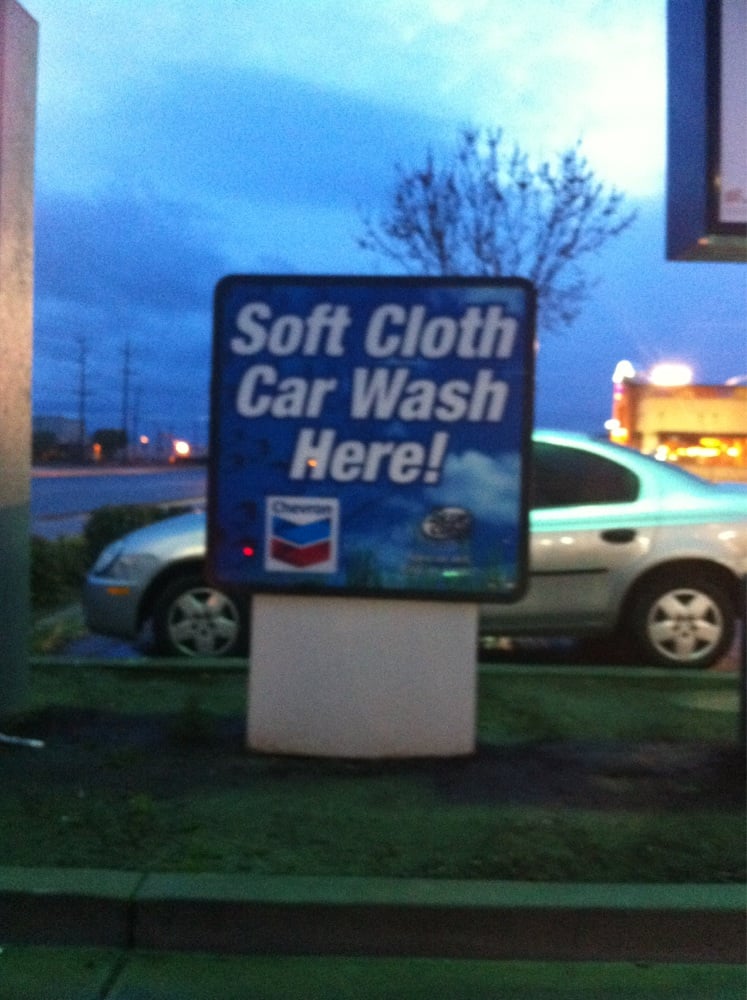 Soft Cloth
Car Wash
Here!
Chevron